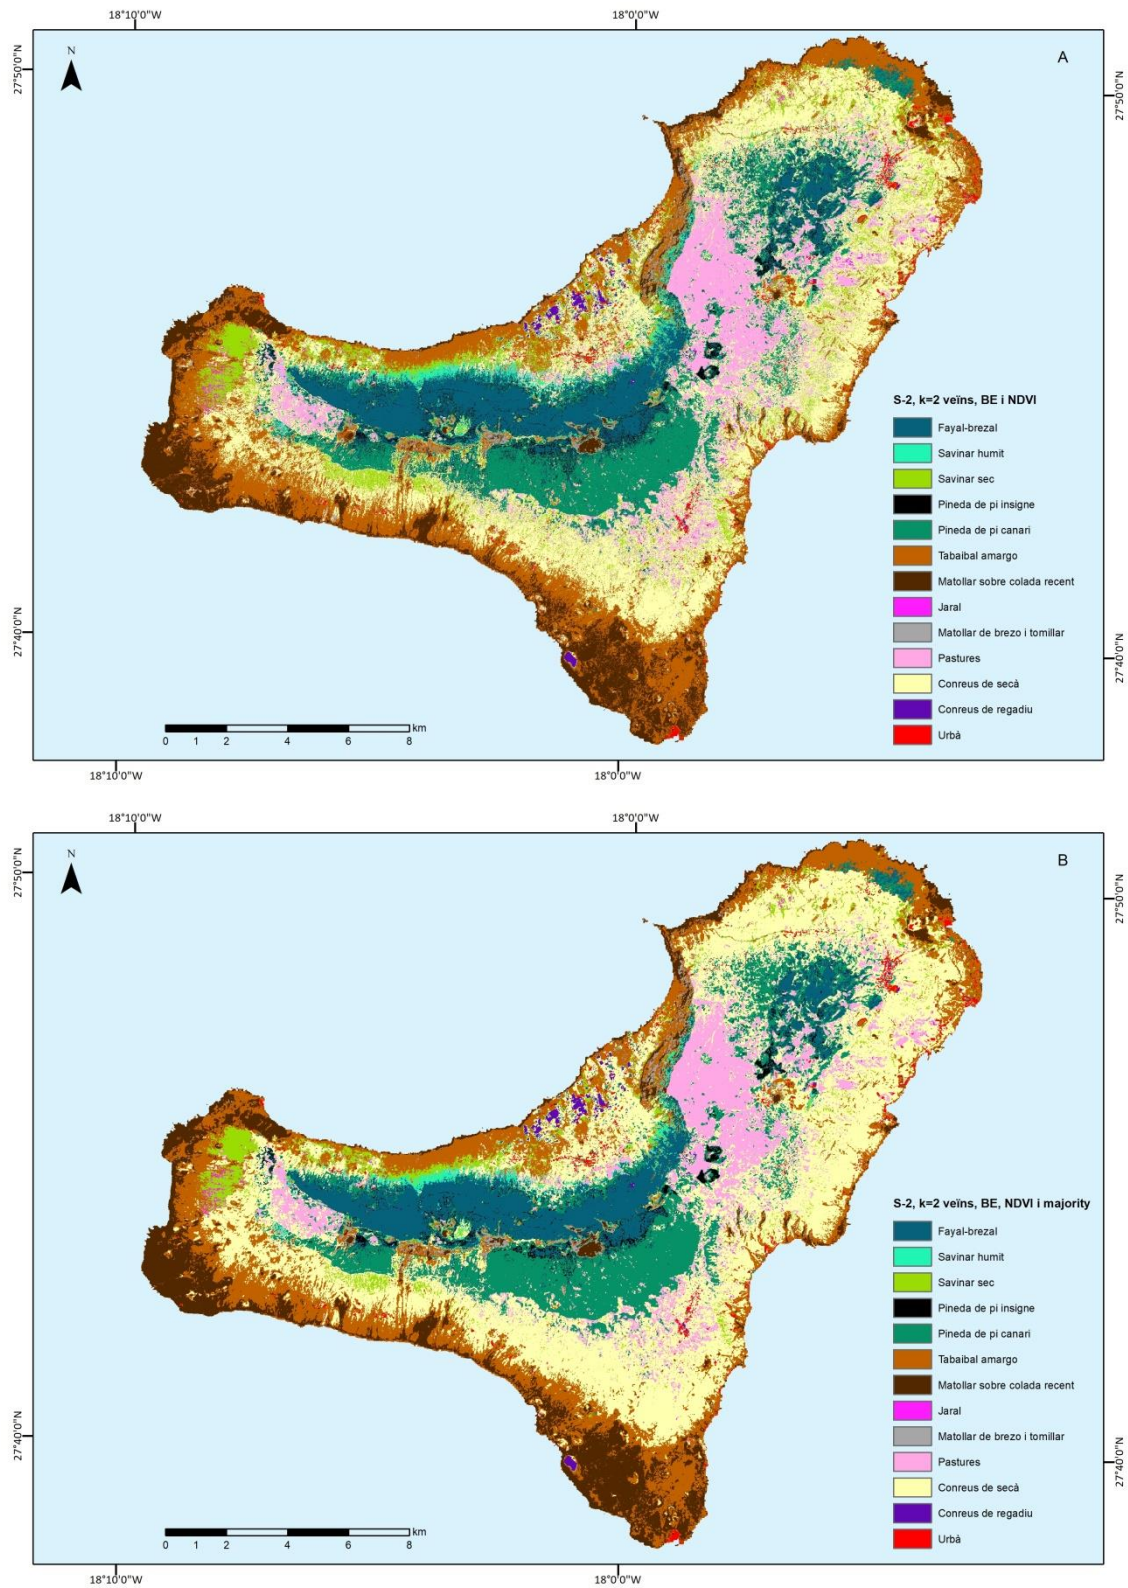 18°10'0"W 18°0'0"W
N
A
27°50'0"N
27°50'0"N
S-2, k=2 veïns, BE i NDVI
Fayal-brezal
Savinar humit
Savinar sec
Pineda de pi insigne
Pineda de pi canari
Tabaibal amargo
Matollar sobre colada recent
Jaral
Matollar de brezo i tomillar
Pastures
Conreus de secà
Conreus de regadiu
Urbà
27°40'0"N
27°40'0"N
km
0 1 2 4 6 8
18°10'0"W 18°0'0"W
18°10'0"W 18°0'0"W
N
B
27°50'0"N
27°50'0"N
S-2, k=2 veïns, BE, NDVI i majority
Fayal-brezal
Savinar humit
Savinar sec
Pineda de pi insigne
Pineda de pi canari
Tabaibal amargo
Matollar sobre colada recent
Jaral
Matollar de brezo i tomillar
Pastures
Conreus de secà
Conreus de regadiu
Urbà
27°40'0"N
27°40'0"N
km
0 1 2 4 6 8
18°10'0"W 18°0'0"W